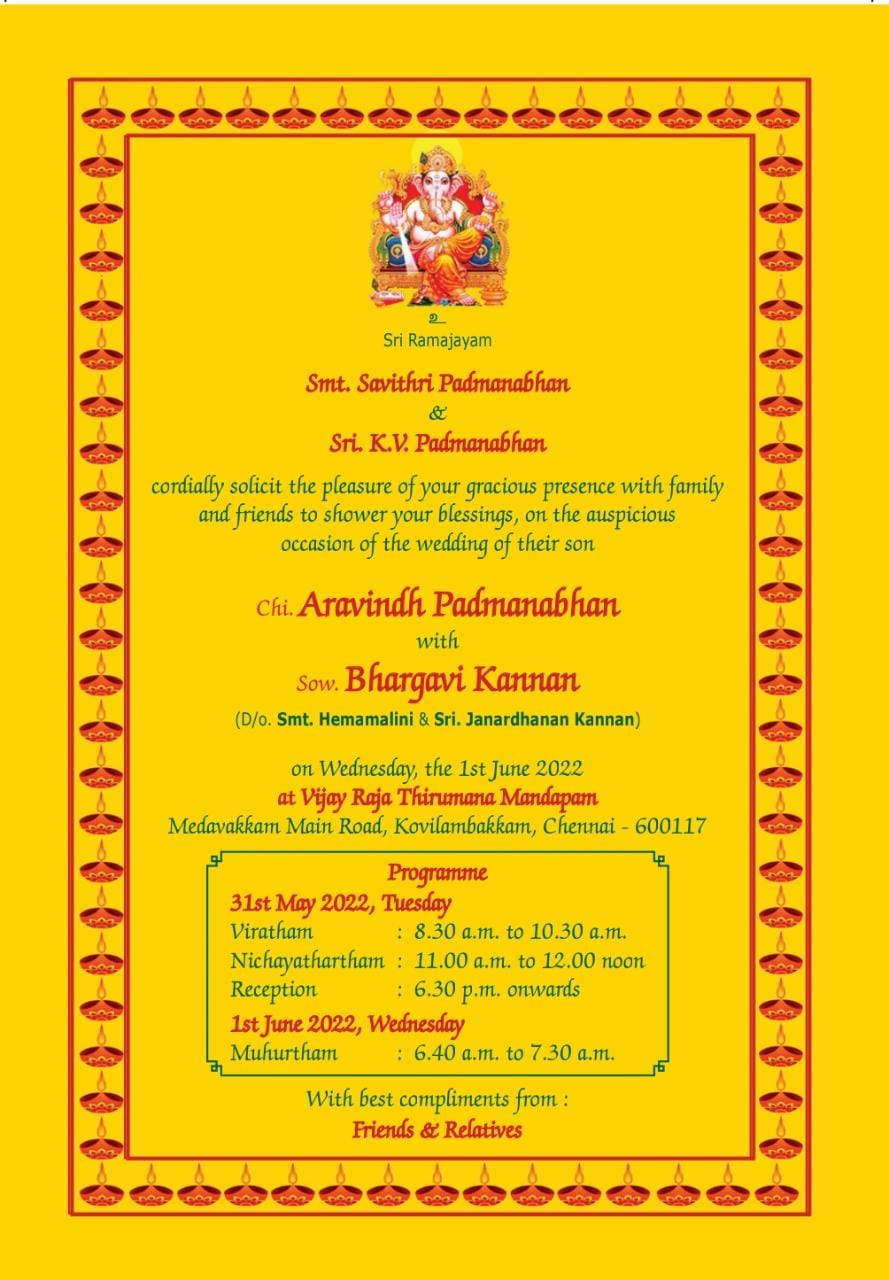 உ
Sri Ramajayam
Smt. Savithri Padmanabhan
&
Sri. K.V. Padmanabhan
cordially solicit the pleasure of your gracious presence with family
and friends to shower your blessings, on the auspicious
occasion of the wedding of their son
Chi. Aravindh Padmanabhan
with
Sow. Bhargavi Kannan
(D/o. Smt. Hemamalini & Sri. Janardhanan Kannan)
on Wednesday, the 1st June 2022
at Vijay Raja Thirumana Mandapam
Medavakkam Main Road, Kovilambakkam, Chennai - 600117
Programme
31st May 2022, Tuesday
Viratham : 8.30 a.m. to 10.30 a.m.
Nichayathartham : 11.00 a.m. to 12.00 noon
Reception : 6.30 p.m. onwards
1st June 2022, Wednesday
Muhurtham : 6.40 a.m. to 7.30 a.m.
With best compliments from :
Friends & Relatives